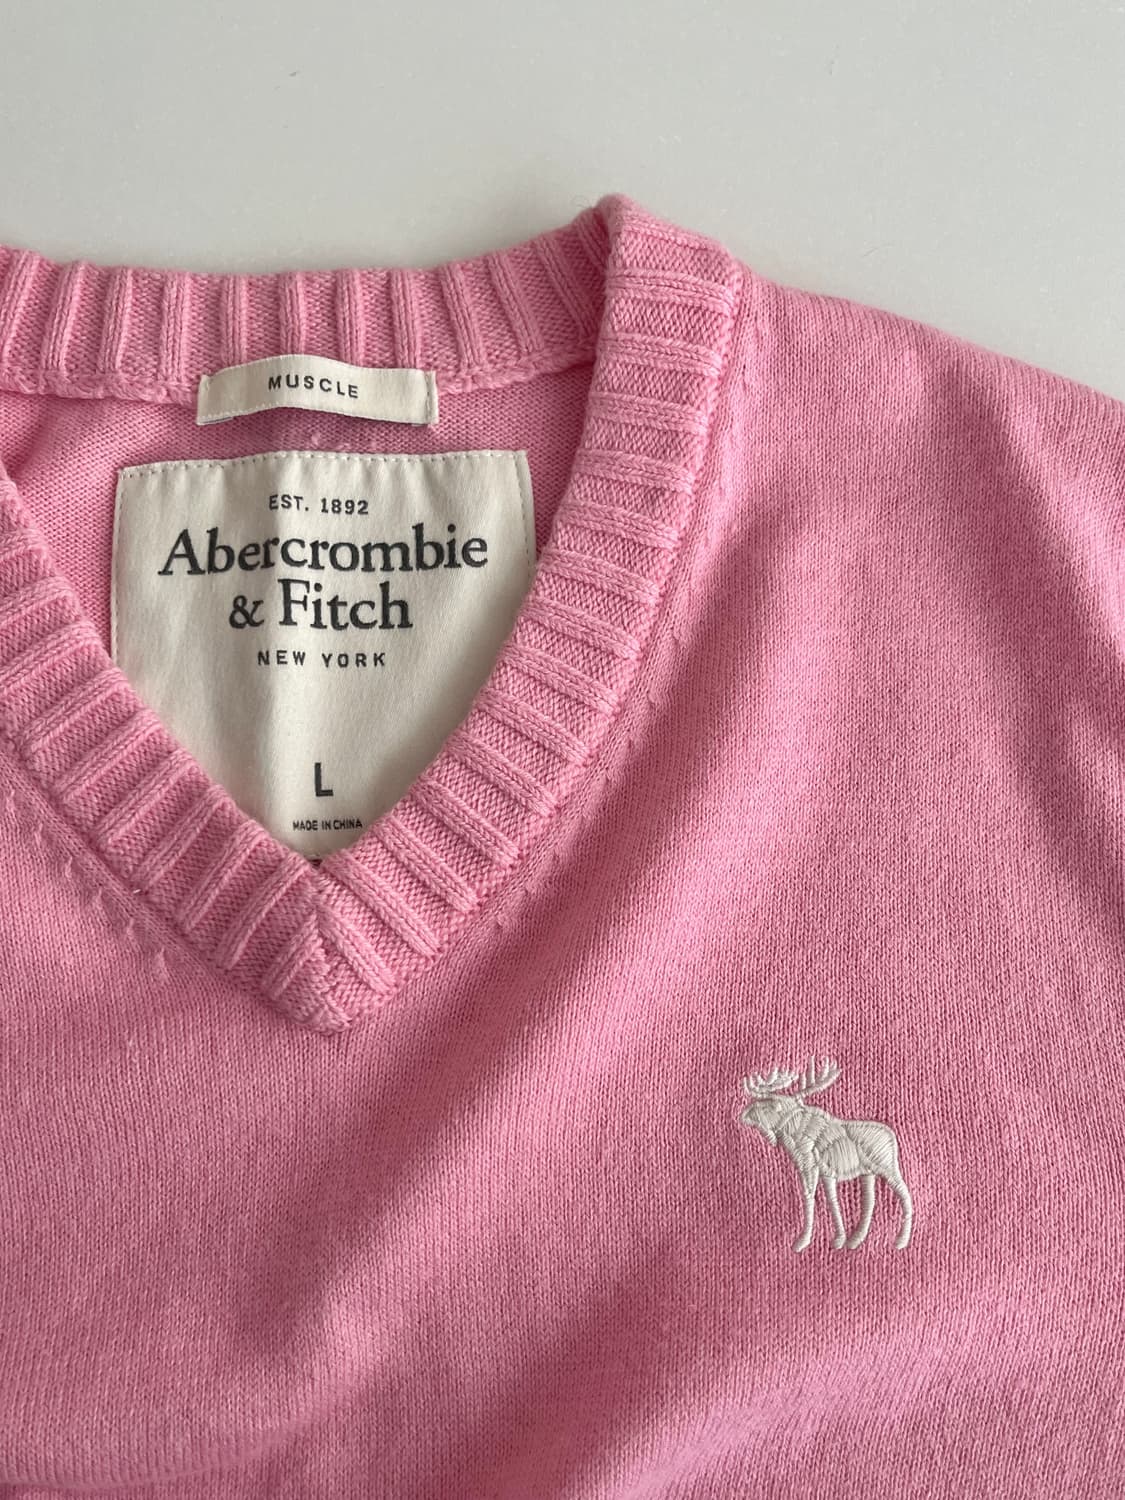 MUSCLE
EST. 1892
Abercrombie
& Fitch
NEW YORK
L
MADE IN CHINA